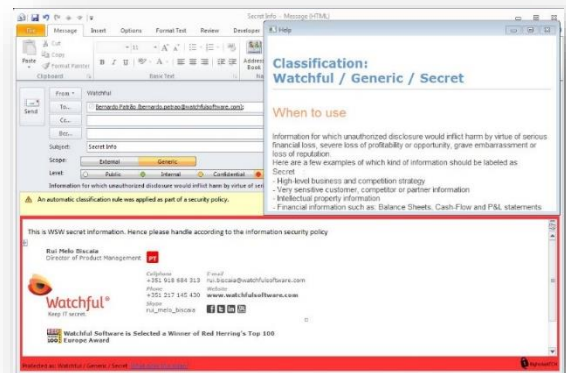 Secret Info - Message (HTML)
File Message Insert Options Format Text Review Developer
Cut
Copy
Format Painter
Paste
Clipboard
Basic Text
Address Book
From Watchful
To... Bernardo Patrão (bernardo.patrao@watchfulsoftware.com);
Cc...
Bcc...
Send
Subject: Secret Info
Scope: External Generic
Level: Public Internal Confidential
Information for which unauthorized disclosure would inflict harm by virtue of
An automatic classification rule was applied as part of a security policy.
Help
Classification:
Watchful / Generic / Secret
When to use
Information for which unauthorized disclosure would inflict harm by virtue of serious
financial loss, severe loss of profitability or opportunity, grave embarrassment or
loss of reputation.
Here are a few examples of which kind of information should be labeled as
Secret
- High-level business and competition strategy
- Very sensitive customer, competitor or partner information
- Intellectual property information
- Financial information such as: Balance Sheets, Cash-Flow and P&L statements
This is WSW secret information. Hence please handle according to the information security policy
Rui Melo Biscaia
Director of Product Management PT
Cellphone E-mail
+351 918 684 313 rui.biscaia@watchfulsoftware.com
Phone Website
+351 217 145 430 www.watchfulsoftware.com
Skype
rui_melo_biscaia
Watchful®
Keep IT secret
Watchful Software is Selected a Winner of Red Herring's Top 100
Europe Award
Protected as: Watchful / Generic / Secret
RightsWATCH